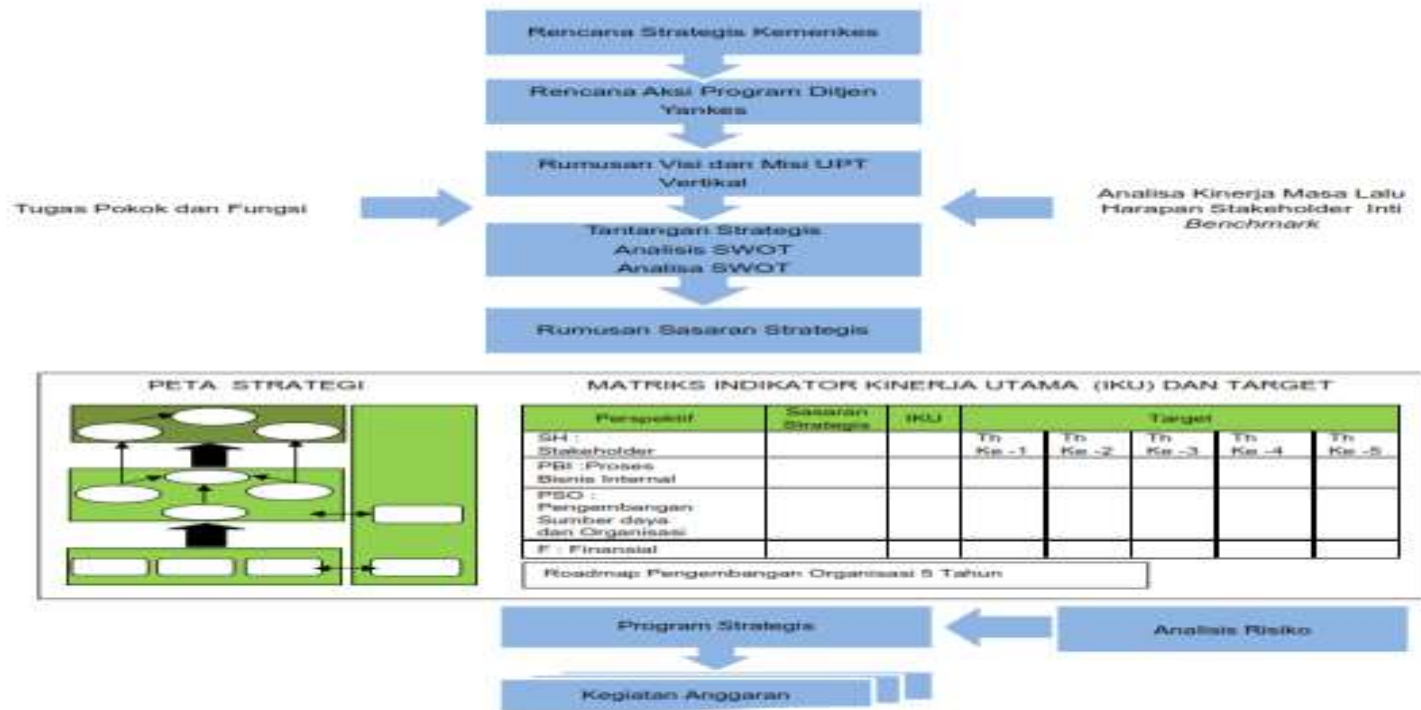 Rencana Strategis Kemenkes
Rencana Aksi Program Ditjen
Yankes
Rumusan Visi dan Misi UPT
Vertikal
Tugas Pokok dan Fungsi
Analisa Kinerja Masa Lalu
Harapan Stakeholder Inti
Benchmark
Tantangan Strategis
Analisis SWOT
Analisa SWOT
Rumusan Sasaran Strategis
PETA STRATEGI
MATRIKS INDIKATOR KINERJA UTAMA (IKU) DAN TARGET
Perspektif
Sasaran
Strategis
IKU
Target
SH :
Stakeholder
Th
Ke -1
Th
Ke -2
Th
Ke -3
Th
Ke -4
Th
Ke -5
PBI :Proses
Bisnis Internal
PSO :
Pengembangan
Sumber daya
dan Organisasi
F : Finansial
Roadmap Pengembangan Organisasi 5 Tahun
Program Strategis
Analisis Risiko
Kegiatan Anggaran